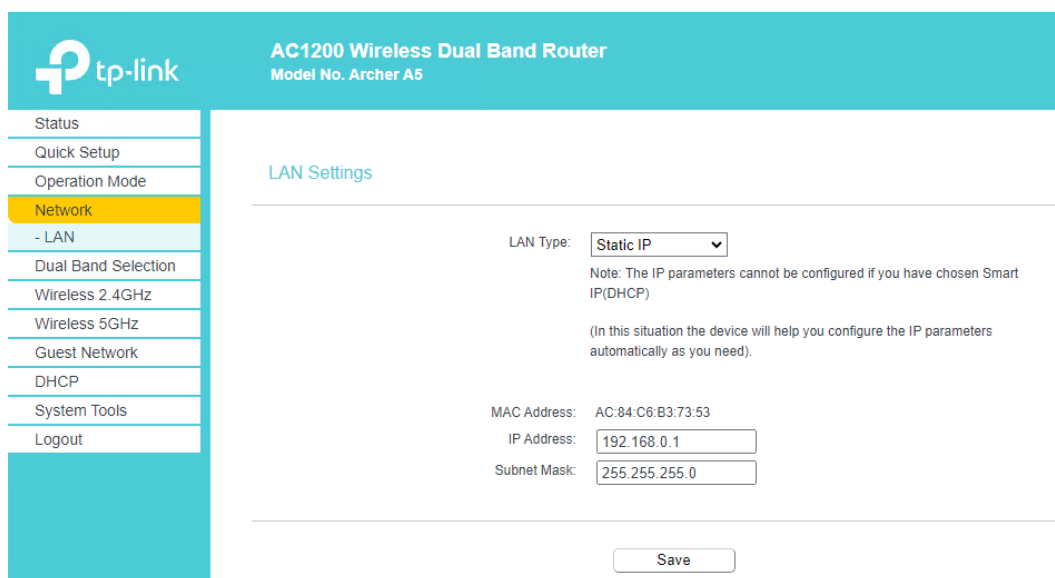 tp-link
AC1200 Wireless Dual Band Router
Model No. Archer A5
Status
Quick Setup
Operation Mode
Network
- LAN
Dual Band Selection
Wireless 2.4GHz
Wireless 5GHz
Guest Network
DHCP
System Tools
Logout
LAN Settings
LAN Type: Static IP
Note: The IP parameters cannot be configured if you have chosen Smart
IP(DHCP)
(In this situation the device will help you configure the IP parameters
automatically as you need).
MAC Address: AC:84:C6:B3:73:53
IP Address: 192.168.0.1
Subnet Mask: 255.255.255.0
Save